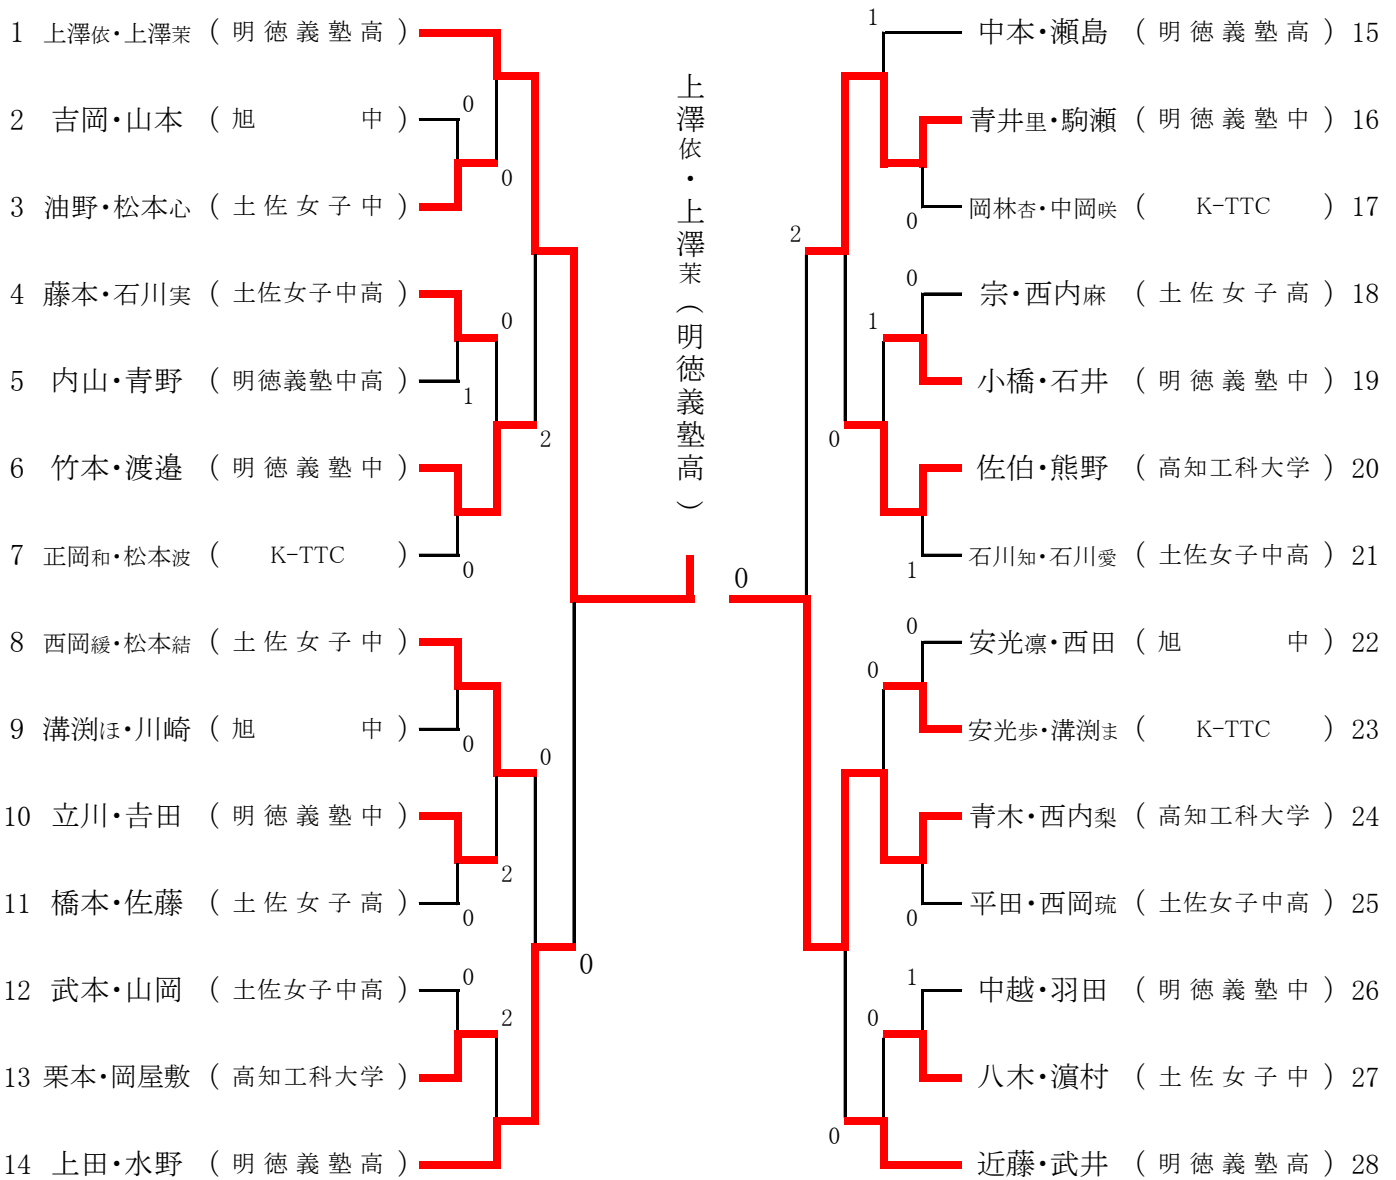 1 上澤依・上澤茉 ( 明徳義塾高 )
2 吉岡・山本 ( 旭中 )
3 油野・松本心 ( 土佐女子中 )
4 藤本・石川実 ( 土佐女子中高 )
5 内山・青野 ( 明徳義塾中高 )
6 竹本・渡邉 ( 明徳義塾中 )
7 正岡和・松本波 ( K-TTC )
8 西岡緩・松本結 ( 土佐女子中 )
9 溝渕ほ・川崎 ( 旭中 )
10 立川・𠮷田 ( 明徳義塾中 )
11 橋本・佐藤 ( 土佐女子高 )
12 武本・山岡 ( 土佐女子中高 )
13 栗本・岡屋敷 ( 高知工科大学 )
14 上田・水野 ( 明徳義塾高 )
0
0
0
1
2
0
0
0
2
0
0
2
0
0
上澤依・上澤茉(明徳義塾高)
0
1
2
0
0
1
0
1
0
0
0
1
0
0
中本・瀬島 ( 明徳義塾高 ) 15
青井里・駒瀬 ( 明徳義塾中 ) 16
岡林杏・中岡咲 ( K-TTC ) 17
宗・西内麻 ( 土佐女子高 ) 18
小橋・石井 ( 明徳義塾中 ) 19
佐伯・熊野 ( 高知工科大学 ) 20
石川知・石川愛 ( 土佐女子中高 ) 21
安光凛・西田 ( 旭中 ) 22
安光歩・溝渕ま ( K-TTC ) 23
青木・西内梨 ( 高知工科大学 ) 24
平田・西岡琉 ( 土佐女子中高 ) 25
中越・羽田 ( 明徳義塾中 ) 26
八木・濵村 ( 土佐女子中 ) 27
近藤・武井 ( 明徳義塾高 ) 28